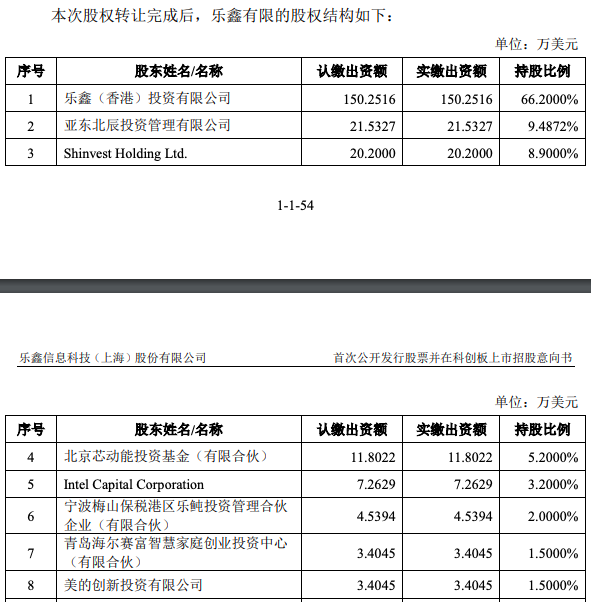 本次股权转让完成后，乐鑫有限的股权结构如下：
单位：万美元
序号 股东姓名/名称 认缴出资额 实缴出资额 持股比例
1 乐鑫（香港）投资有限公司 150.2516 150.2516 66.2000%
2 亚东北辰投资管理有限公司 21.5327 21.5327 9.4872%
3 Shinvest Holding Ltd. 20.2000 20.2000 8.9000%
1-1-54
乐鑫信息科技（上海）股份有限公司 首次公开发行股票并在科创板上市招股意向书
单位：万美元
序号 股东姓名/名称 认缴出资额 实缴出资额 持股比例
4 北京芯动能投资基金（有限合伙） 11.8022 11.8022 5.2000%
5 Intel Capital Corporation 7.2629 7.2629 3.2000%
6 宁波梅山保税港区乐鲀投资管理合伙 4.5394 4.5394 2.0000%
企业（有限合伙）
7 青岛海尔赛富智慧家庭创业投资中心 3.4045 3.4045 1.5000%
（有限合伙）
8 美的创新投资有限公司 3.4045 3.4045 1.5000%